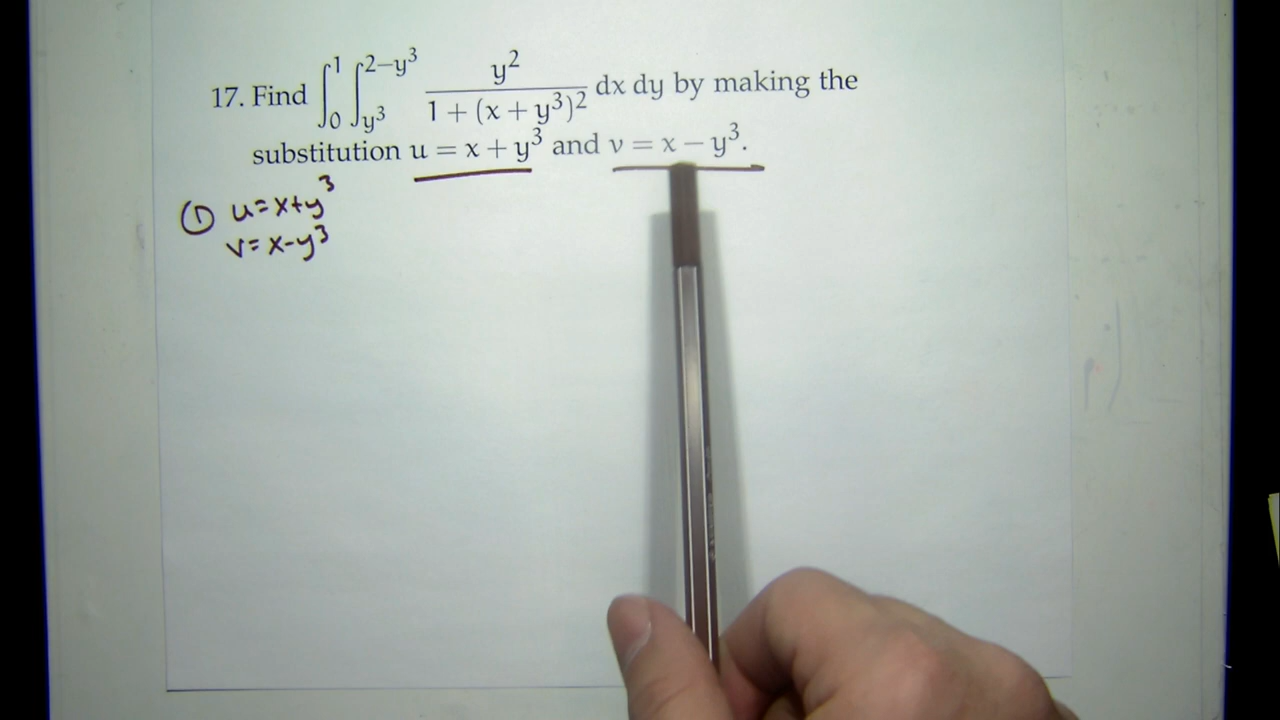 17. Find ∫₀¹ ∫_{y³}^{2−y³} y²/(1 + (x + y³)²) dx dy by making the
substitution u = x + y³ and v = x − y³.
① u=x+y³
v=x-y³